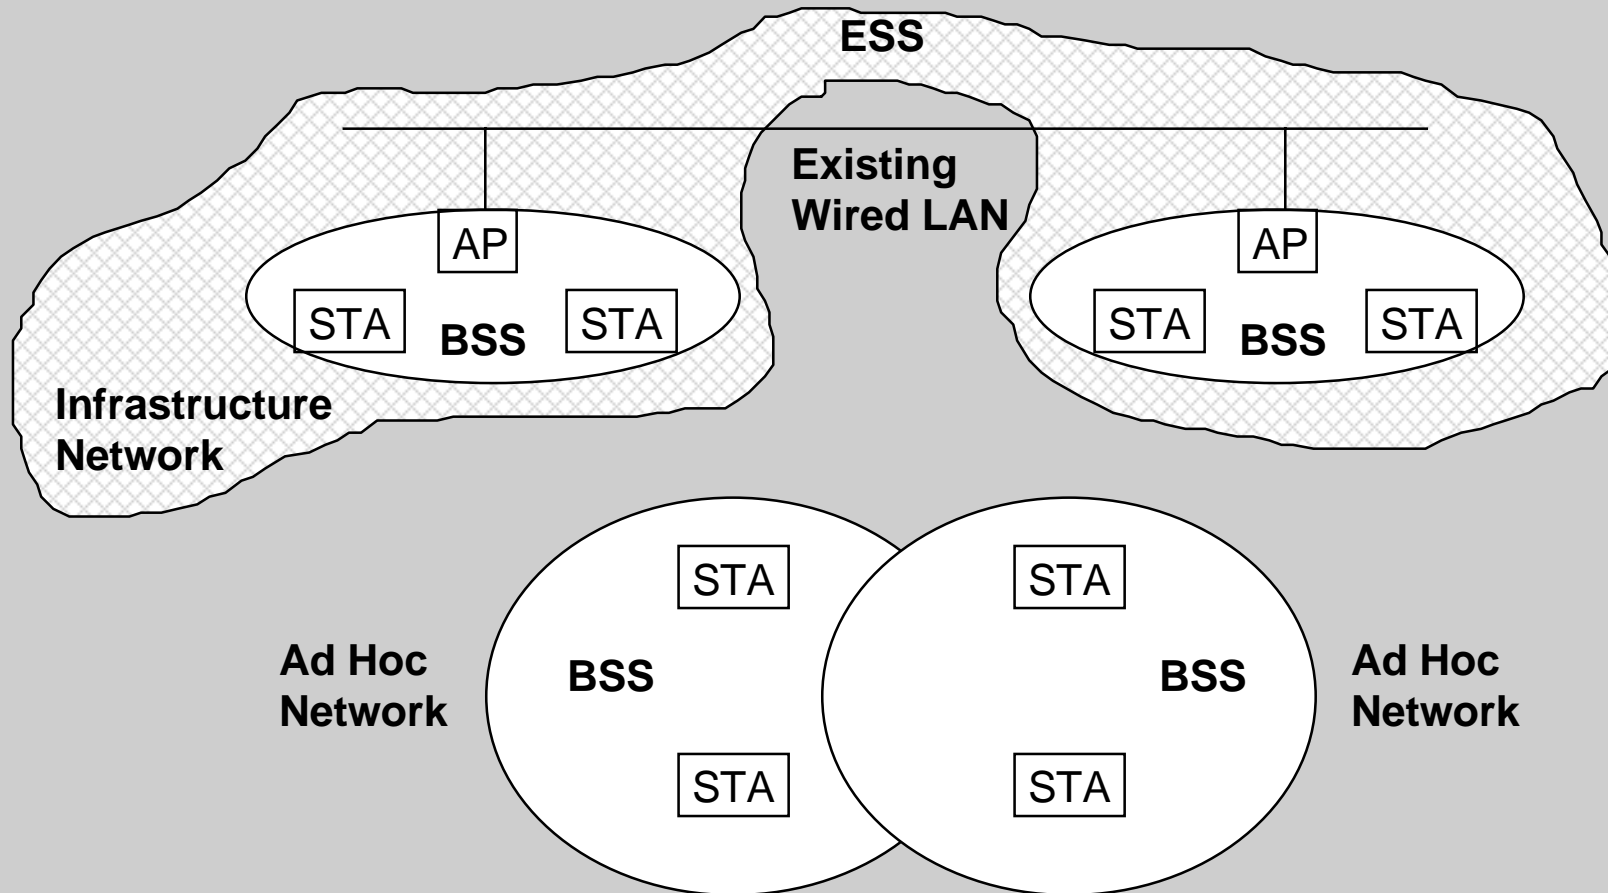 ESS
Existing
Wired LAN
AP
STA
BSS
STA
AP
STA
BSS
STA
Infrastructure
Network
STA
STA
Ad Hoc
Network
BSS
BSS
Ad Hoc
Network
STA
STA